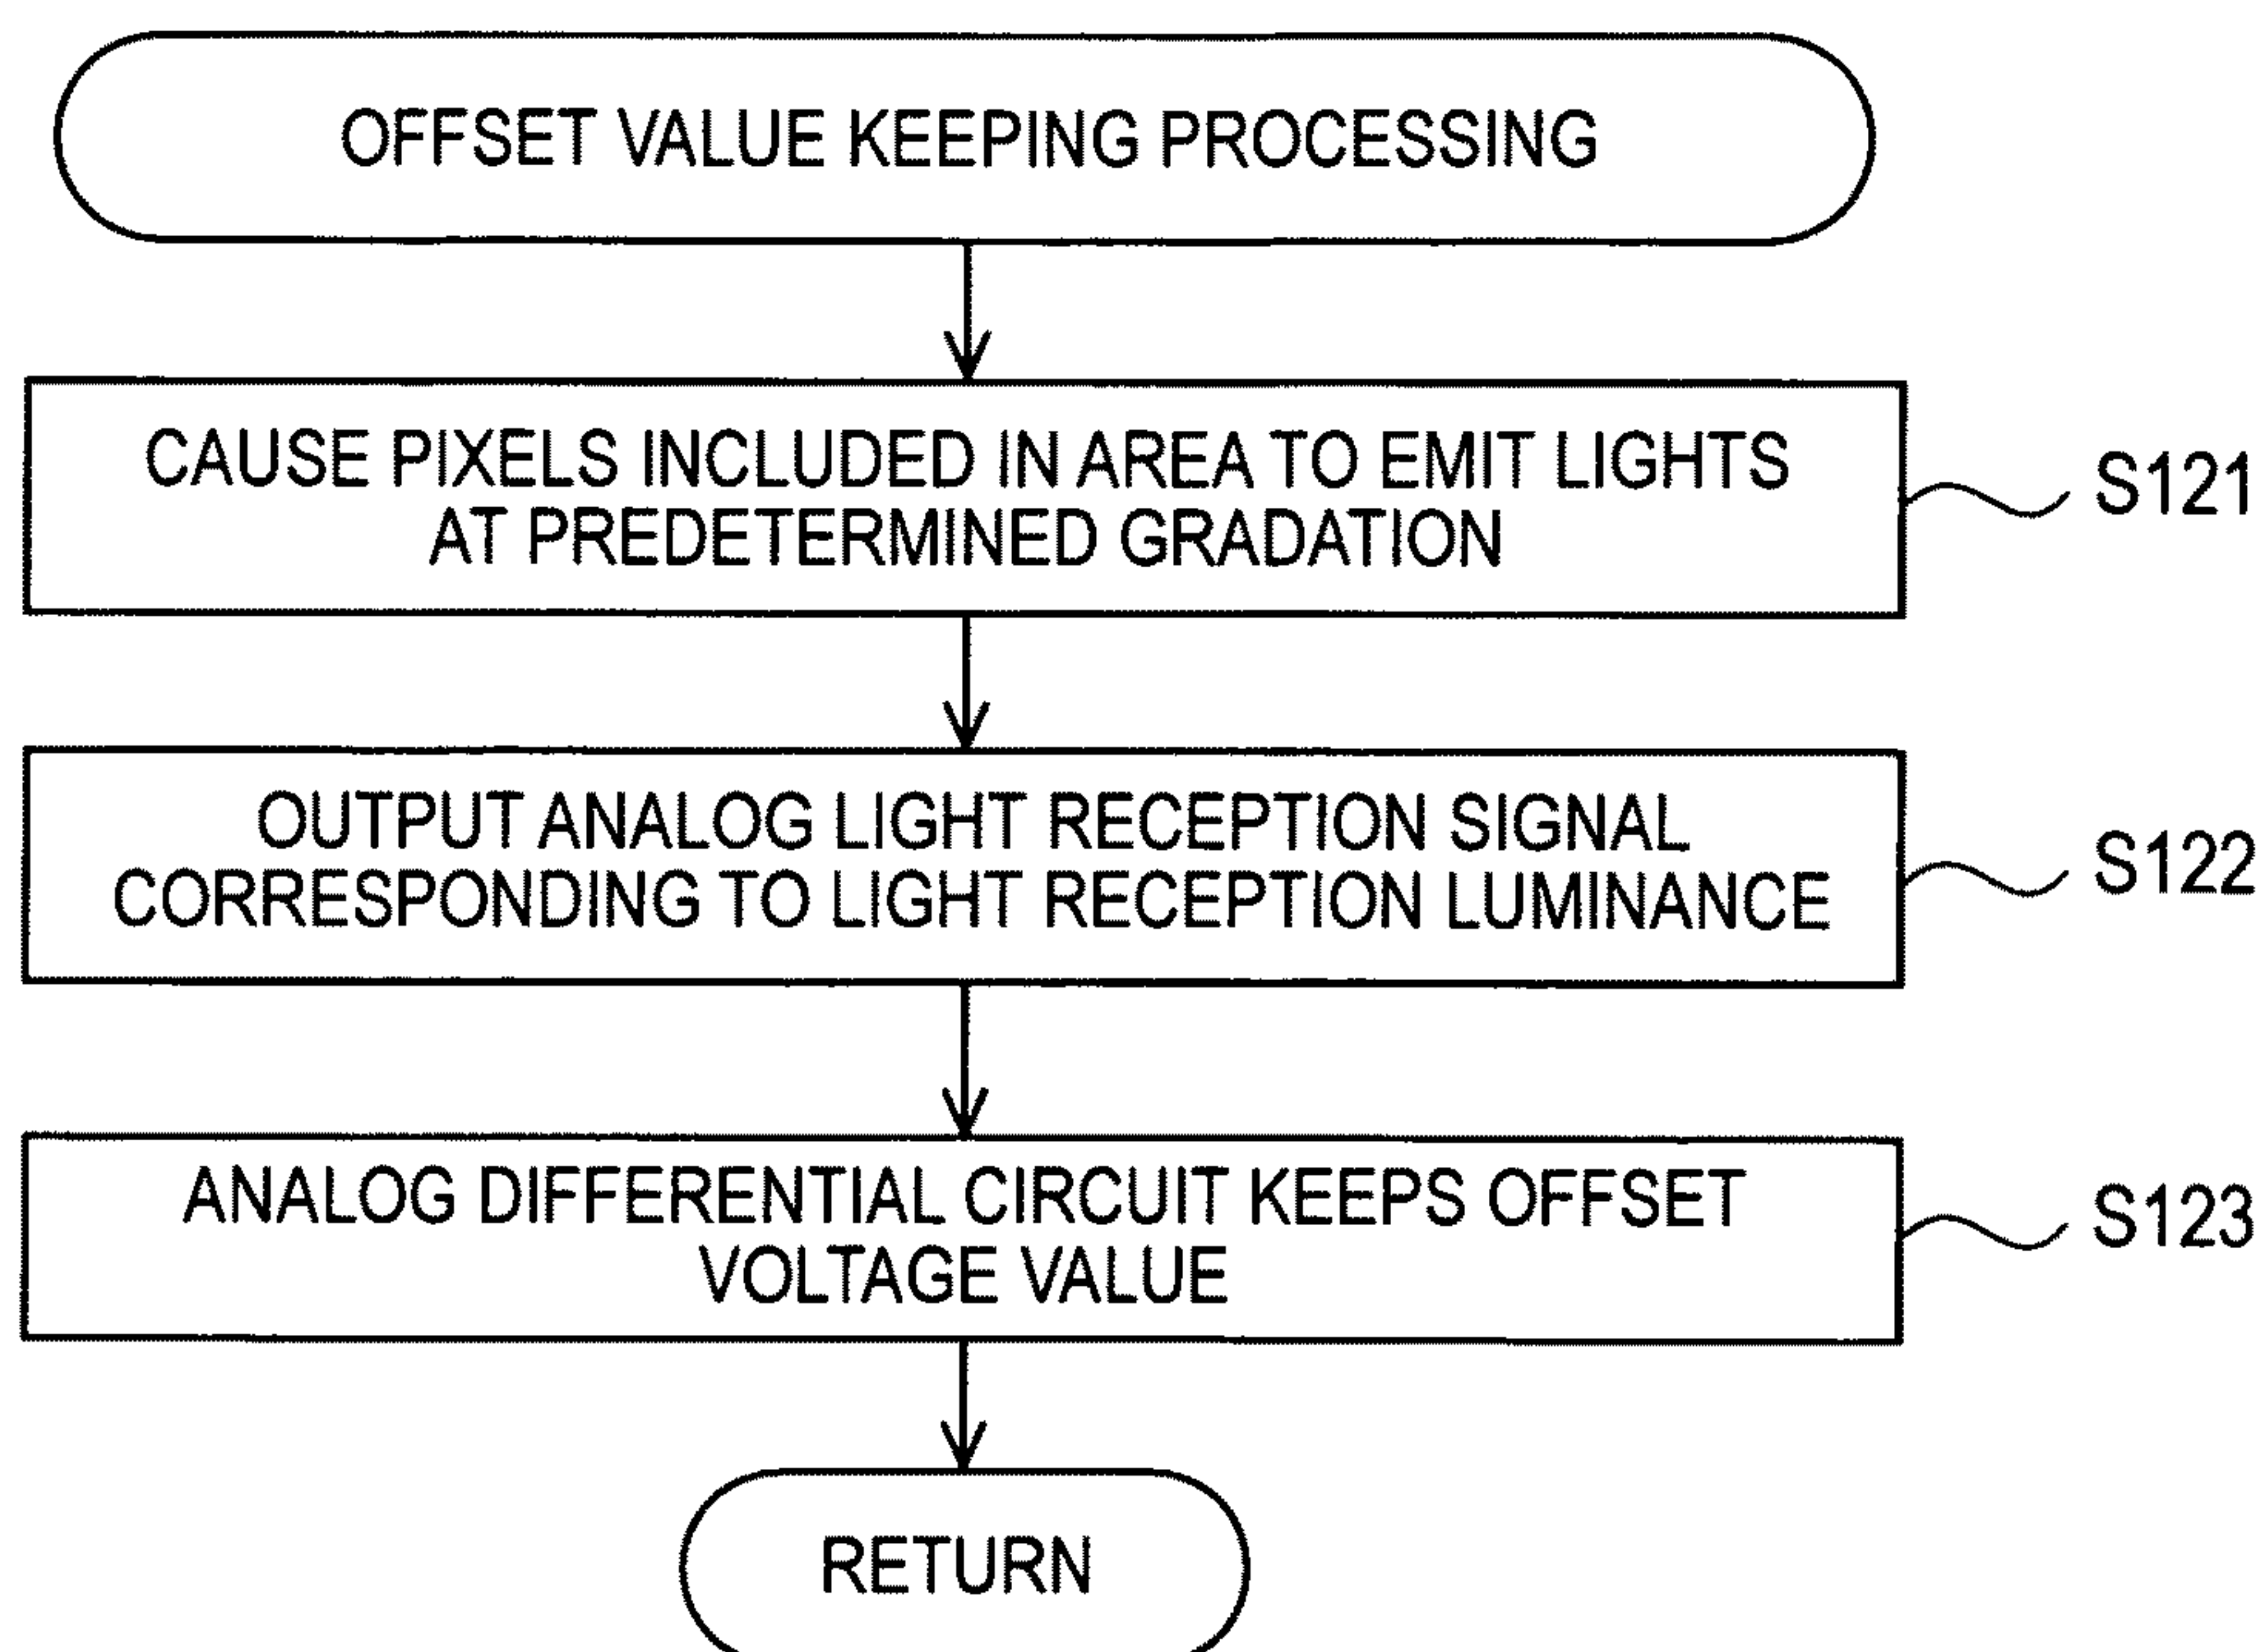 OFFSET VALUE KEEPING PROCESSING
CAUSE PIXELS INCLUDED IN AREA TO EMIT LIGHTS
AT PREDETERMINED GRADATION
S121
OUTPUT ANALOG LIGHT RECEPTION SIGNAL
CORRESPONDING TO LIGHT RECEPTION LUMINANCE
S122
ANALOG DIFFERENTIAL CIRCUIT KEEPS OFFSET
VOLTAGE VALUE
S123
RETURN